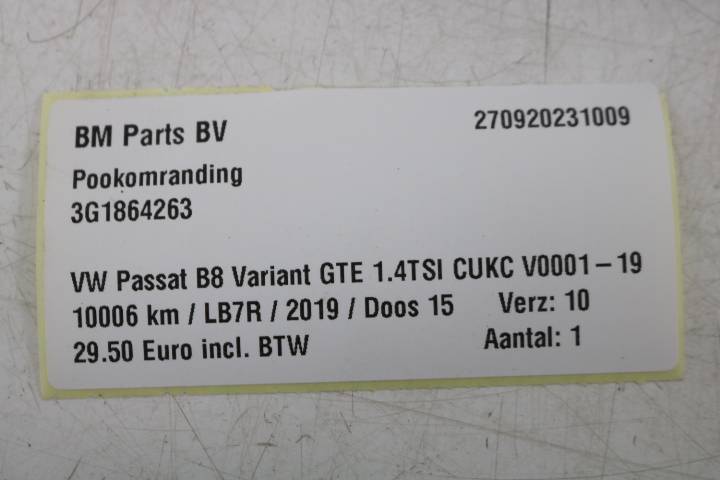 BM Parts BV 270920231009
Pookomranding
3G1864263
VW Passat B8 Variant GTE 1.4TSI CUKC V0001-19
10006 km / LB7R / 2019 / Doos 15 Verz: 10
29.50 Euro incl. BTW Aantal: 1